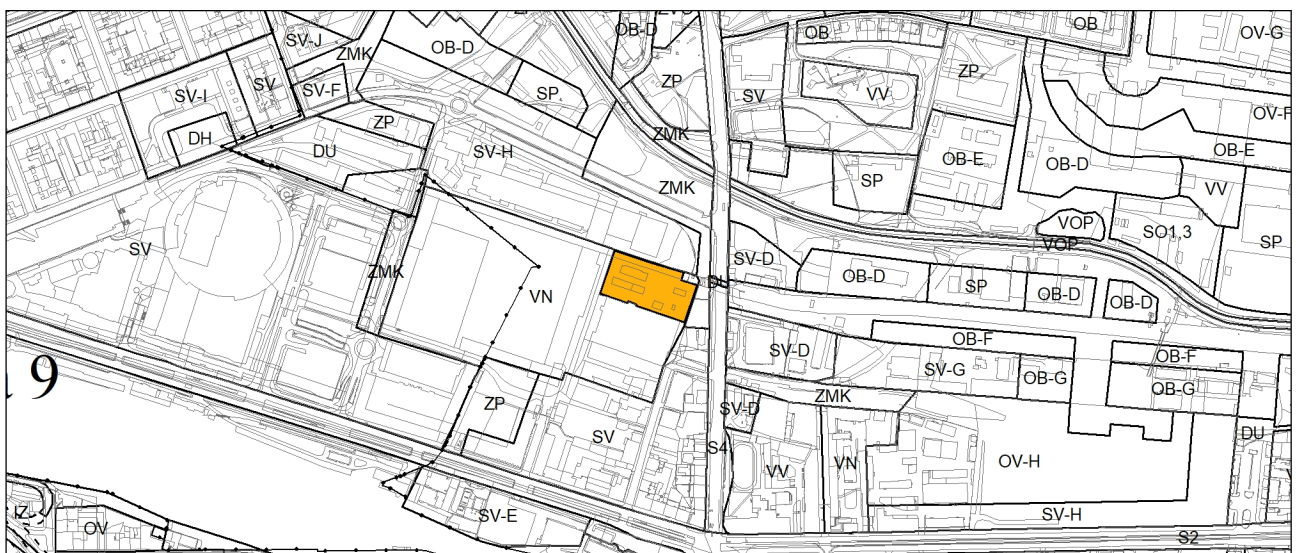 OB-D
ZP
OB
OB
OV-G
SV-J
ZMK
OB-D
ZP
SV-I
SV
SV-F
SP
ZP
SV
VV
OV-F
DH
DU
ZP
SV-H
ZMK
OB-E
OB-D
OB-E
SP
VV
ZMK
VOP
SO1,3
SP
VOP
SV
ZMK
VN
SV-D
OB-D
SP
OB-D
OB-D
OB-F
OB-F
SV-D
SV-G
OB-G
OB-G
9
ZP
SV-D
ZMK
SV
S4
VV
VN
OV-H
DU
IZ
OV
SV-E
SV-H
S2